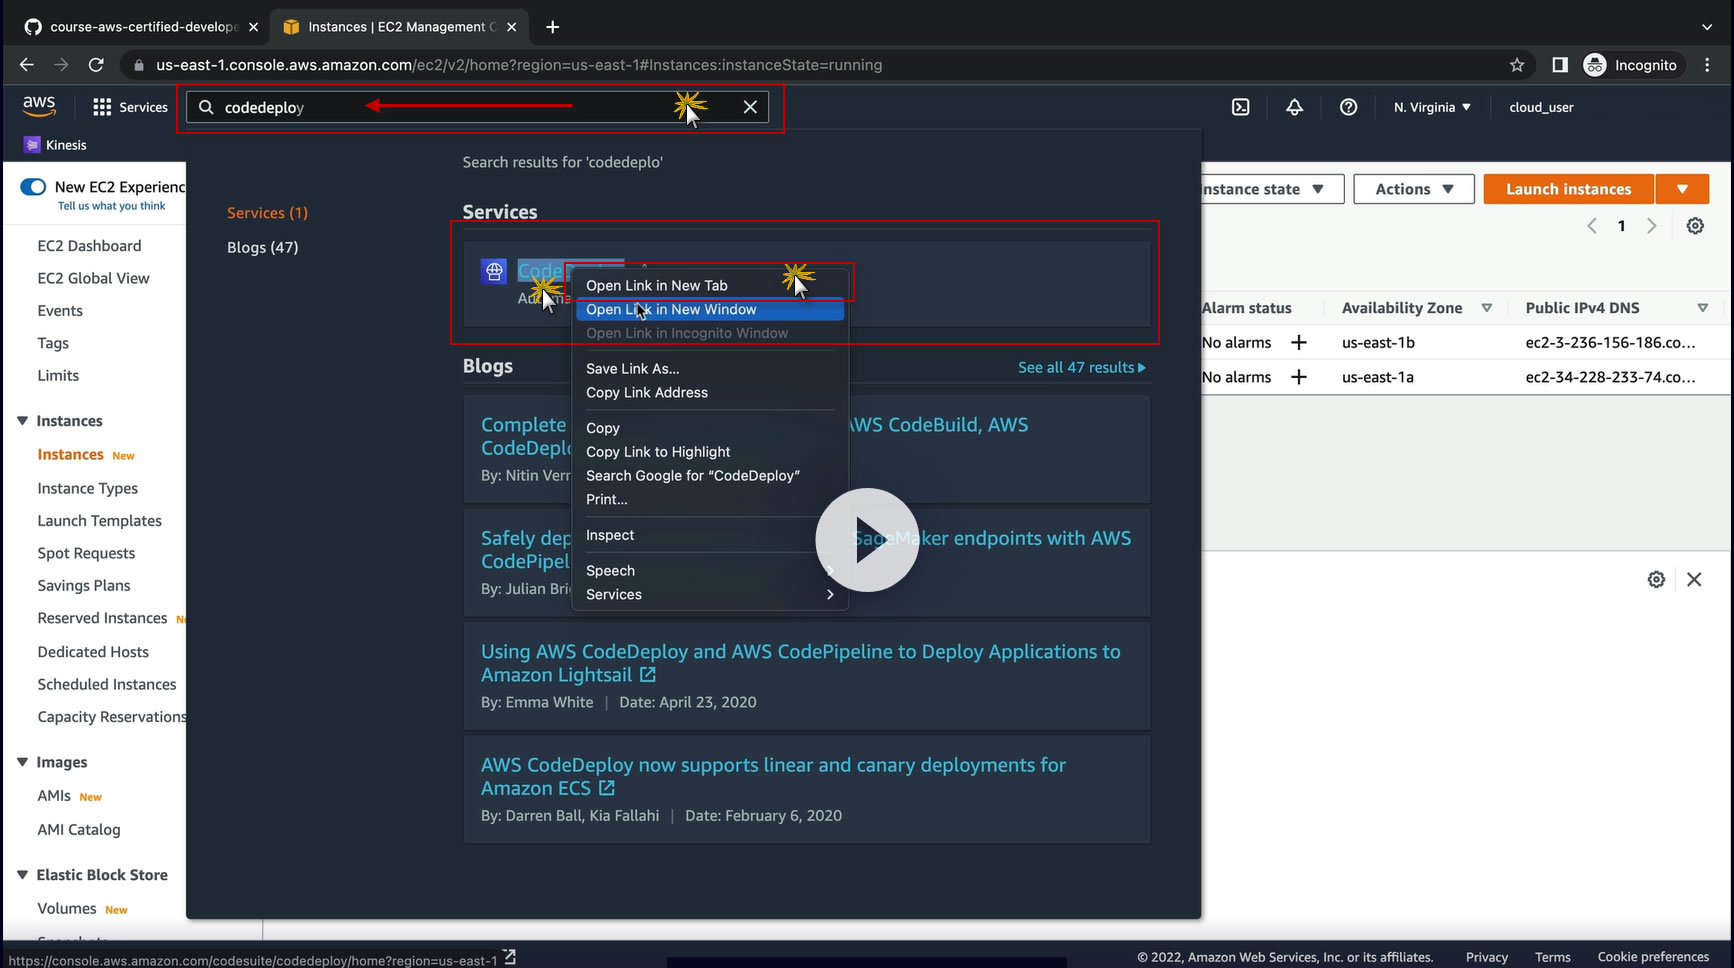 course-aws-certified-develope
Instances | EC2 Management C
us-east-1.console.aws.amazon.com/ec2/v2/home?region=us-east-1#Instances:instanceState=running
Incognito
aws
Services
codedeploy
N. Virginia
cloud_user
Kinesis
New EC2 Experienc
Tell us what you think
EC2 Dashboard
EC2 Global View
Events
Tags
Limits
Instances
Instances New
Instance Types
Launch Templates
Spot Requests
Savings Plans
Reserved Instances
Dedicated Hosts
Scheduled Instances
Capacity Reservations
Images
AMIs New
AMI Catalog
Elastic Block Store
Volumes New
Search results for 'codedeplo'
Services (1)
Blogs (47)
Services
Open Link in New Tab
Open Link in New Window
Open Link in Incognito Window
Save Link As...
Copy Link Address
Copy
Copy Link to Highlight
Search Google for “CodeDeploy”
Print...
Inspect
Speech
Services
Blogs
See all 47 results
Complete AWS CodeBuild, AWS
CodeDeplo
By: Nitin Verr
Safely dep SageMaker endpoints with AWS
CodePipel
By: Julian Bri
Using AWS CodeDeploy and AWS CodePipeline to Deploy Applications to
Amazon Lightsail
By: Emma White | Date: April 23, 2020
AWS CodeDeploy now supports linear and canary deployments for
Amazon ECS
By: Darren Ball, Kia Fallahi | Date: February 6, 2020
nstance state
Actions
Launch instances
1
Alarm status Availability Zone Public IPv4 DNS
No alarms + us-east-1b ec2-3-236-156-186.co...
No alarms + us-east-1a ec2-34-228-233-74.co...
https://console.aws.amazon.com/codesuite/codedeploy/home?region=us-east-1
© 2022, Amazon Web Services, Inc. or its affiliates. Privacy Terms Cookie preferences